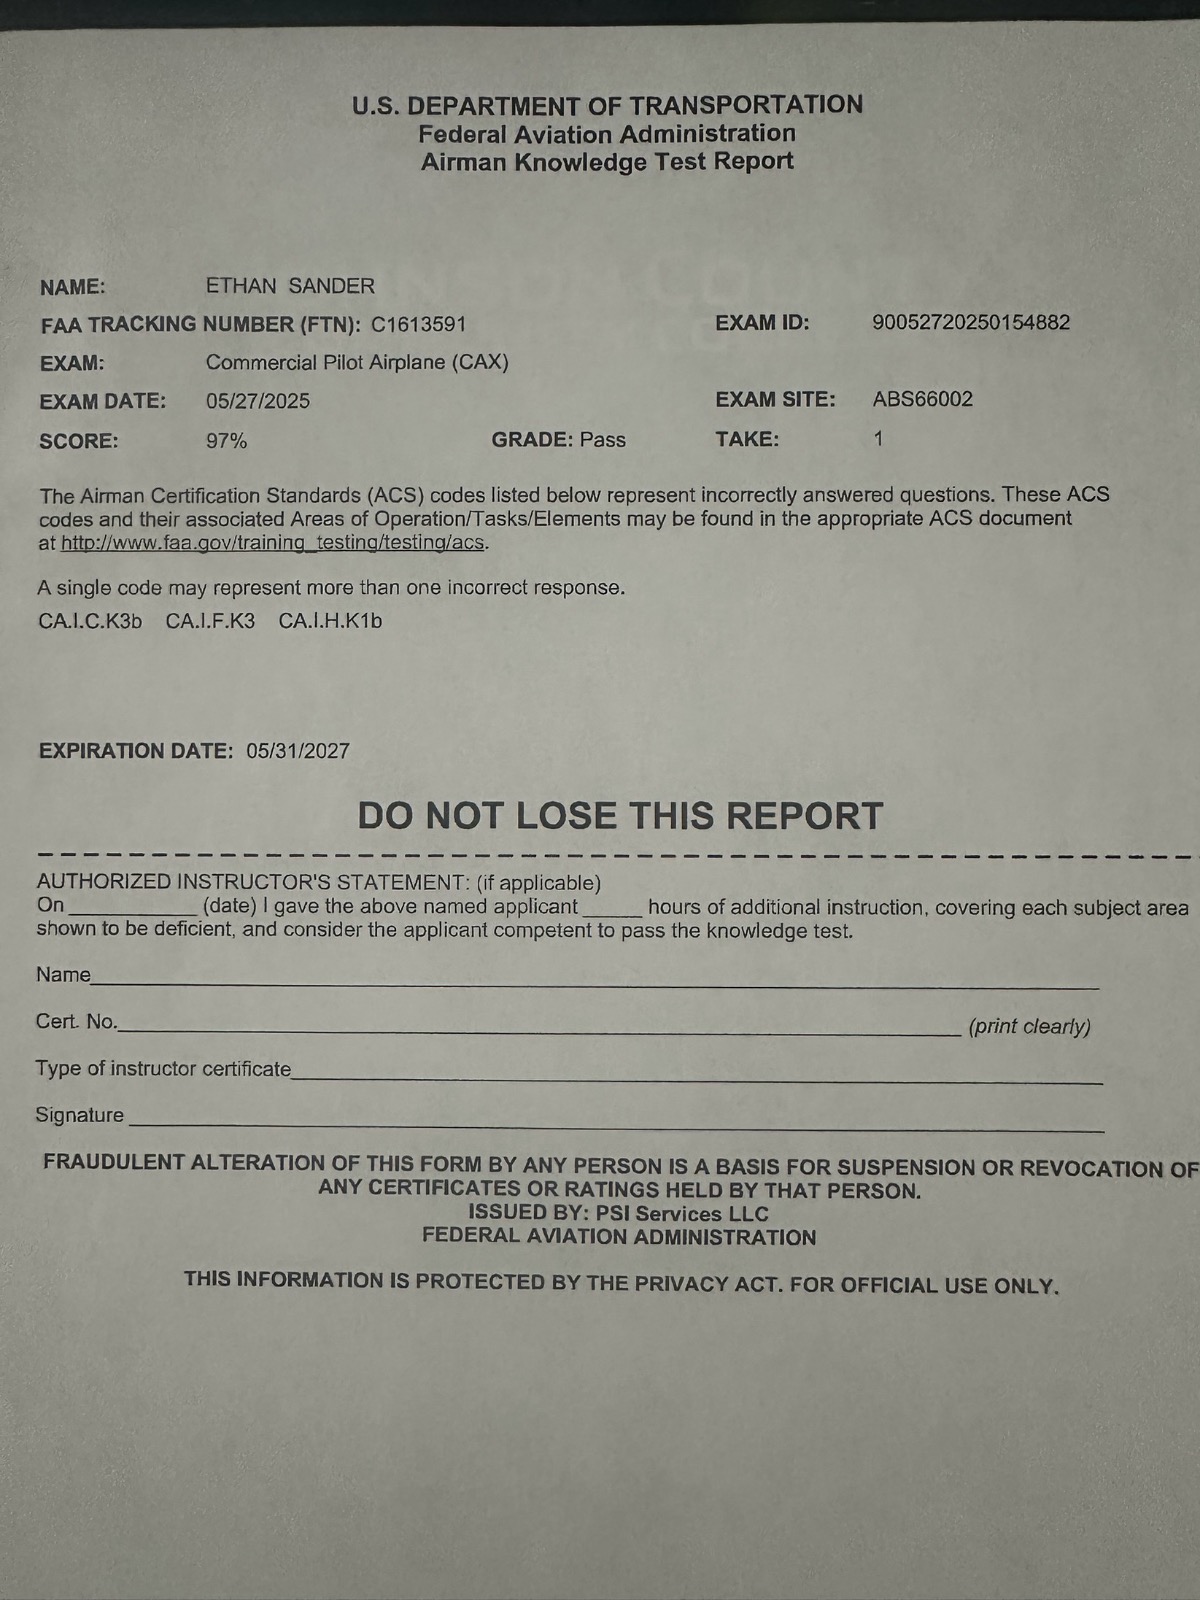 U.S. DEPARTMENT OF TRANSPORTATION
Federal Aviation Administration
Airman Knowledge Test Report
NAME: ETHAN SANDER
FAA TRACKING NUMBER (FTN): C1613591 EXAM ID: 90052720250154882
EXAM: Commercial Pilot Airplane (CAX)
EXAM DATE: 05/27/2025 EXAM SITE: ABS66002
SCORE: 97% GRADE: Pass TAKE: 1
The Airman Certification Standards (ACS) codes listed below represent incorrectly answered questions. These ACS
codes and their associated Areas of Operation/Tasks/Elements may be found in the appropriate ACS document
at http://www.faa.gov/training_testing/testing/acs.
A single code may represent more than one incorrect response.
CA.I.C.K3b CA.I.F.K3 CA.I.H.K1b
EXPIRATION DATE: 05/31/2027
DO NOT LOSE THIS REPORT
AUTHORIZED INSTRUCTOR'S STATEMENT: (if applicable)
On ___________ (date) I gave the above named applicant _____ hours of additional instruction, covering each subject area
shown to be deficient, and consider the applicant competent to pass the knowledge test.
Name
Cert. No. (print clearly)
Type of instructor certificate
Signature
FRAUDULENT ALTERATION OF THIS FORM BY ANY PERSON IS A BASIS FOR SUSPENSION OR REVOCATION OF
ANY CERTIFICATES OR RATINGS HELD BY THAT PERSON.
ISSUED BY: PSI Services LLC
FEDERAL AVIATION ADMINISTRATION
THIS INFORMATION IS PROTECTED BY THE PRIVACY ACT. FOR OFFICIAL USE ONLY.